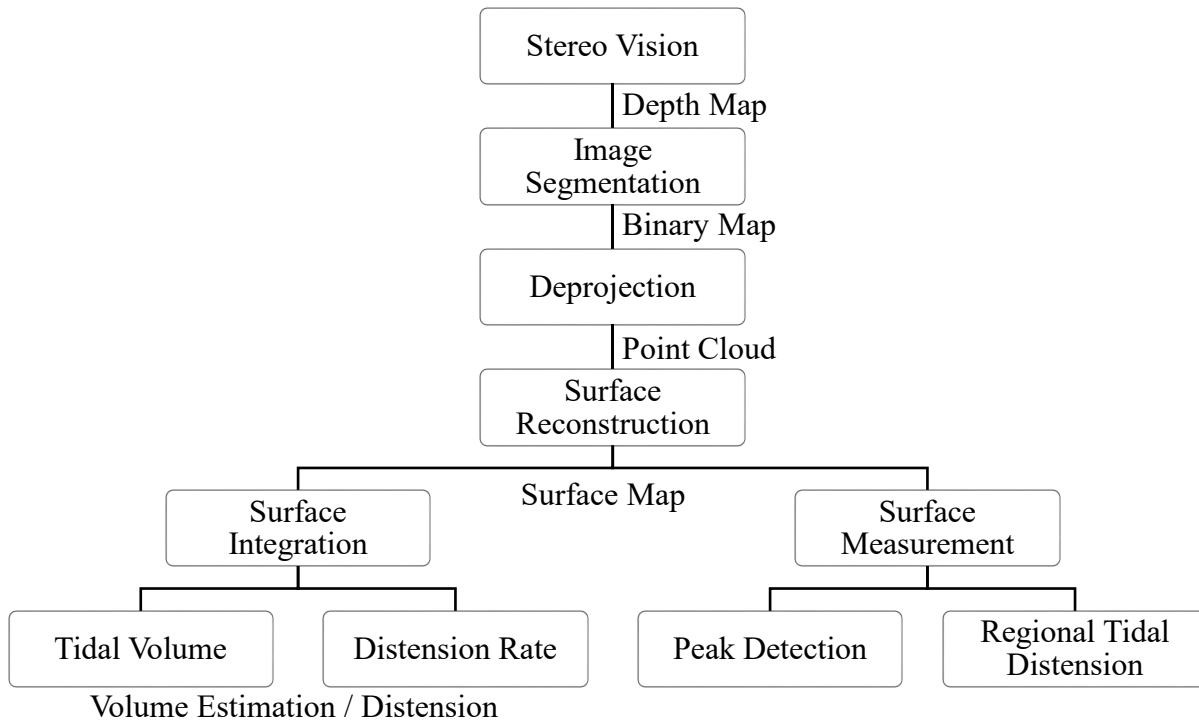 Stereo Vision
Depth Map
Image
Segmentation
Binary Map
Deprojection
Point Cloud
Surface
Reconstruction
Surface Map
Surface
Integration
Surface
Measurement
Tidal Volume
Distension Rate
Peak Detection
Regional Tidal
Distension
Volume Estimation / Distension